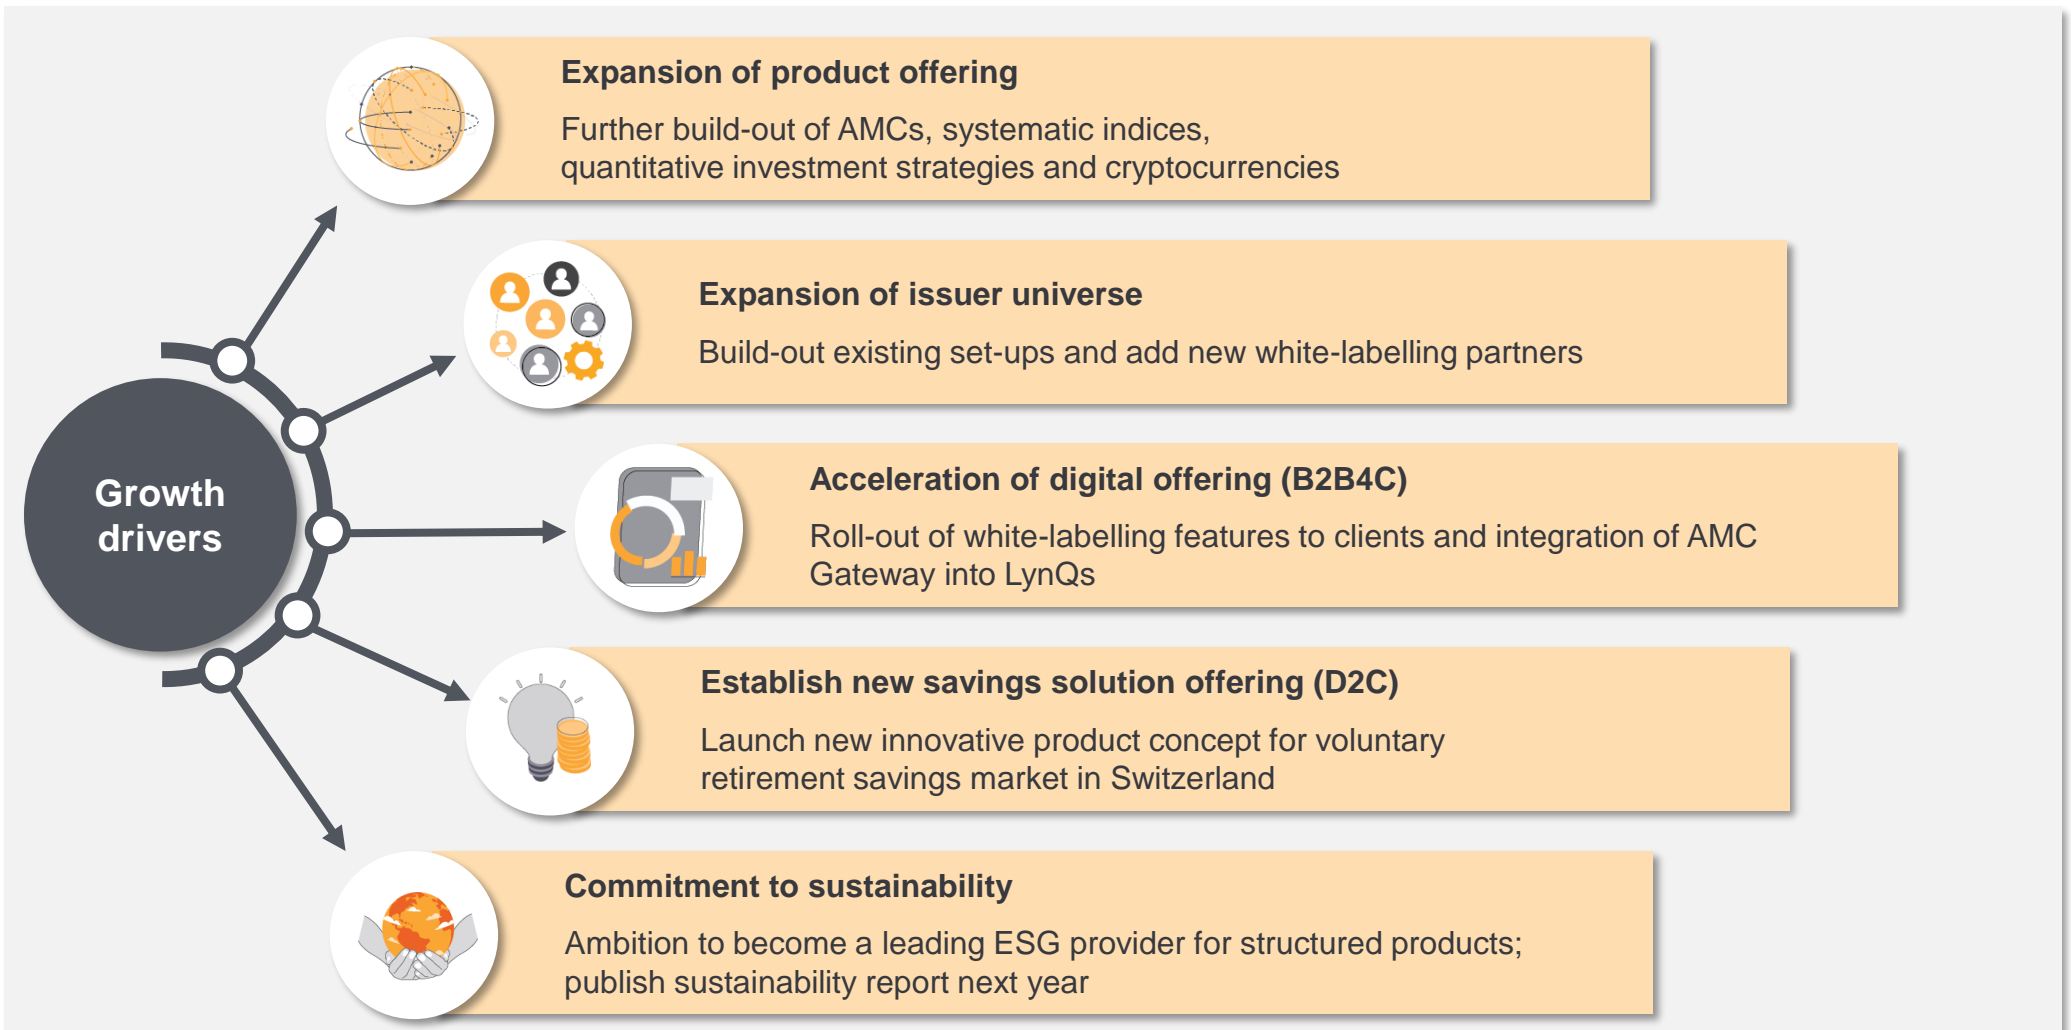 Growth
drivers
Expansion of product offering
Further build-out of AMCs, systematic indices,
quantitative investment strategies and cryptocurrencies
Expansion of issuer universe
Build-out existing set-ups and add new white-labelling partners
Acceleration of digital offering (B2B4C)
Roll-out of white-labelling features to clients and integration of AMC
Gateway into LynQs
Establish new savings solution offering (D2C)
Launch new innovative product concept for voluntary
retirement savings market in Switzerland
Commitment to sustainability
Ambition to become a leading ESG provider for structured products;
publish sustainability report next year